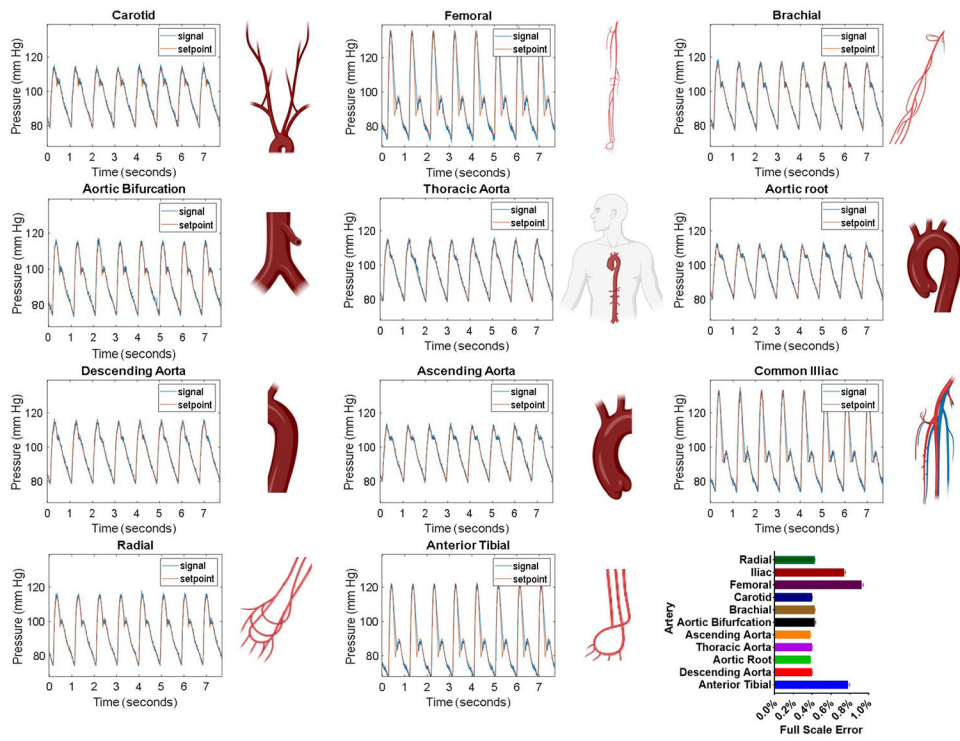 Carotid
signal
setpoint
Pressure (mm Hg)
120
100
80
0 1 2 3 4 5 6 7
Time (seconds)
Femoral
signal
setpoint
Pressure (mm Hg)
120
100
80
0 1 2 3 4 5 6 7
Time (seconds)
Brachial
signal
setpoint
Pressure (mm Hg)
120
100
80
0 1 2 3 4 5 6 7
Time (seconds)
Aortic Bifurcation
signal
setpoint
Pressure (mm Hg)
120
100
80
0 1 2 3 4 5 6 7
Time (seconds)
Thoracic Aorta
signal
setpoint
Pressure (mm Hg)
120
100
80
0 1 2 3 4 5 6 7
Time (seconds)
Aortic root
signal
setpoint
Pressure (mm Hg)
120
100
80
0 1 2 3 4 5 6 7
Time (seconds)
Descending Aorta
signal
setpoint
Pressure (mm Hg)
120
100
80
0 1 2 3 4 5 6 7
Time (seconds)
Ascending Aorta
signal
setpoint
Pressure (mm Hg)
120
100
80
0 1 2 3 4 5 6 7
Time (seconds)
Common Illiac
signal
setpoint
Pressure (mm Hg)
120
100
80
0 1 2 3 4 5 6 7
Time (seconds)
Radial
signal
setpoint
Pressure (mm Hg)
120
100
80
0 1 2 3 4 5 6 7
Time (seconds)
Anterior Tibial
signal
setpoint
Pressure (mm Hg)
120
100
80
0 1 2 3 4 5 6 7
Time (seconds)
Artery
Radial
Iliac
Femoral
Carotid
Brachial
Aortic Bifurfcation
Ascending Aorta
Thoracic Aorta
Aortic Root
Descending Aorta
Anterior Tibial
0.0% 0.2% 0.4% 0.6% 0.8% 1.0%
Full Scale Error